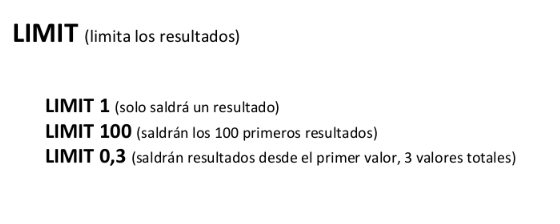 LIMIT (limita los resultados)
LIMIT 1 (solo saldrá un resultado)
LIMIT 100 (saldrán los 100 primeros resultados)
LIMIT 0,3 (saldrán resultados desde el primer valor, 3 valores totales)